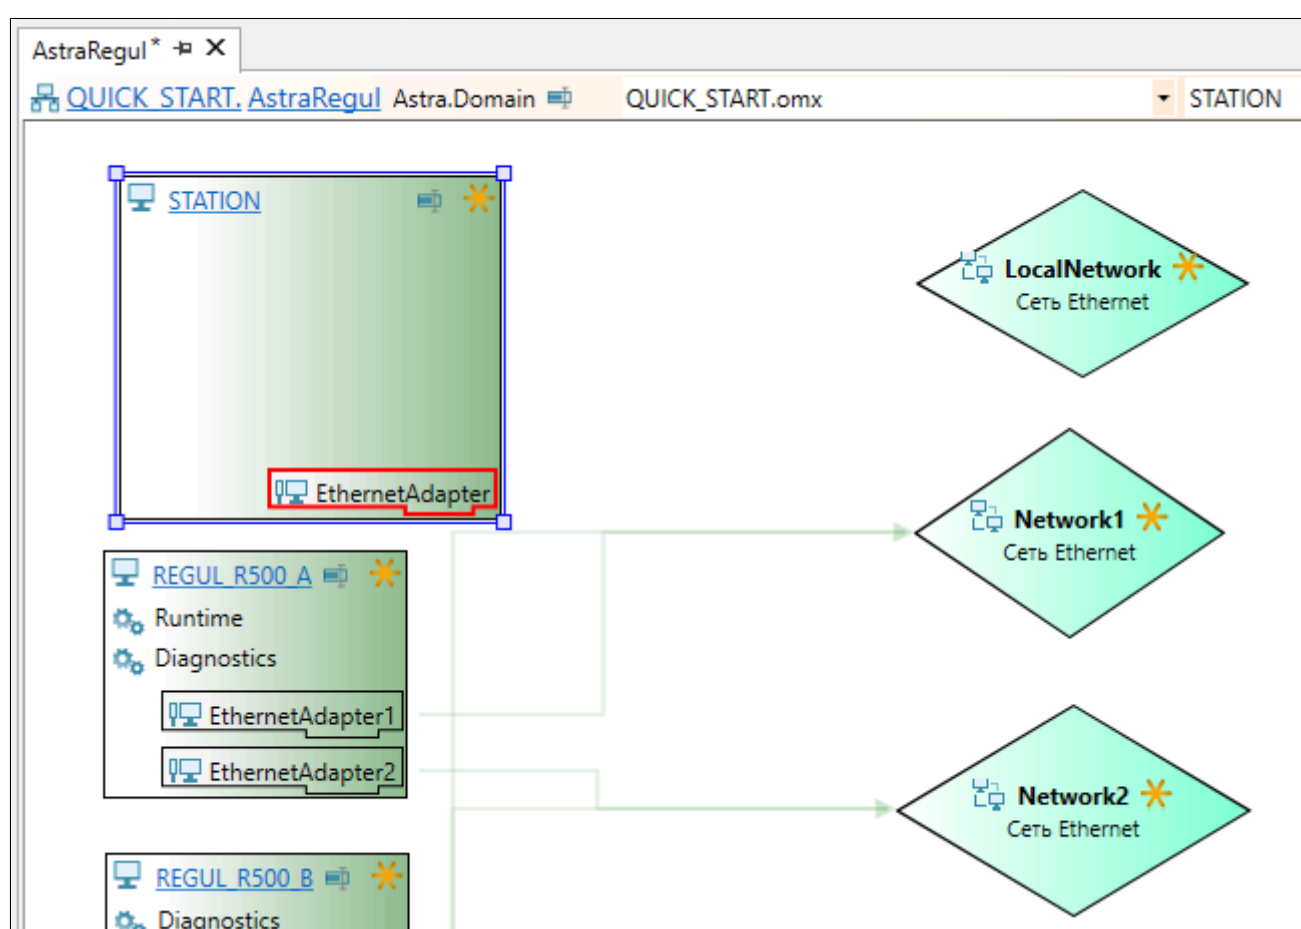 AstraRegul*
QUICK_START. AstraRegul Astra.Domain QUICK_START.omx STATION
STATION
EthernetAdapter
LocalNetwork
Сеть Ethernet
Network1
Сеть Ethernet
REGUL_R500_A
Runtime
Diagnostics
EthernetAdapter1
EthernetAdapter2
Network2
Сеть Ethernet
REGUL_R500_B
Diagnostics